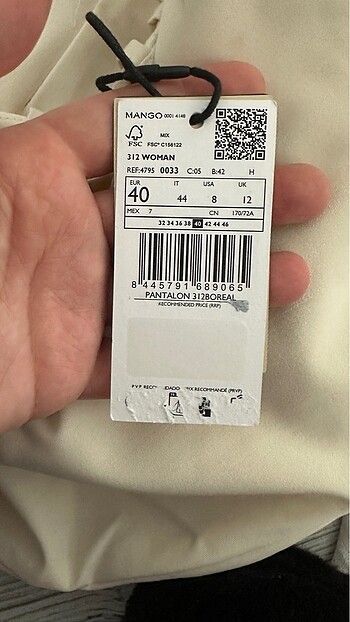 MANGO 0001 4148
MIX
FSC FSC® C156122
312 WOMAN
REF:4795 0033 C:05 B:42 H
EUR IT USA UK
40 44 8 12
MEX 7 CN 170/72A
32 34 36 38 40 42 44 46
8 445791 689065
PANTALON 312BOREAL
RECOMMENDED PRICE (RRP)